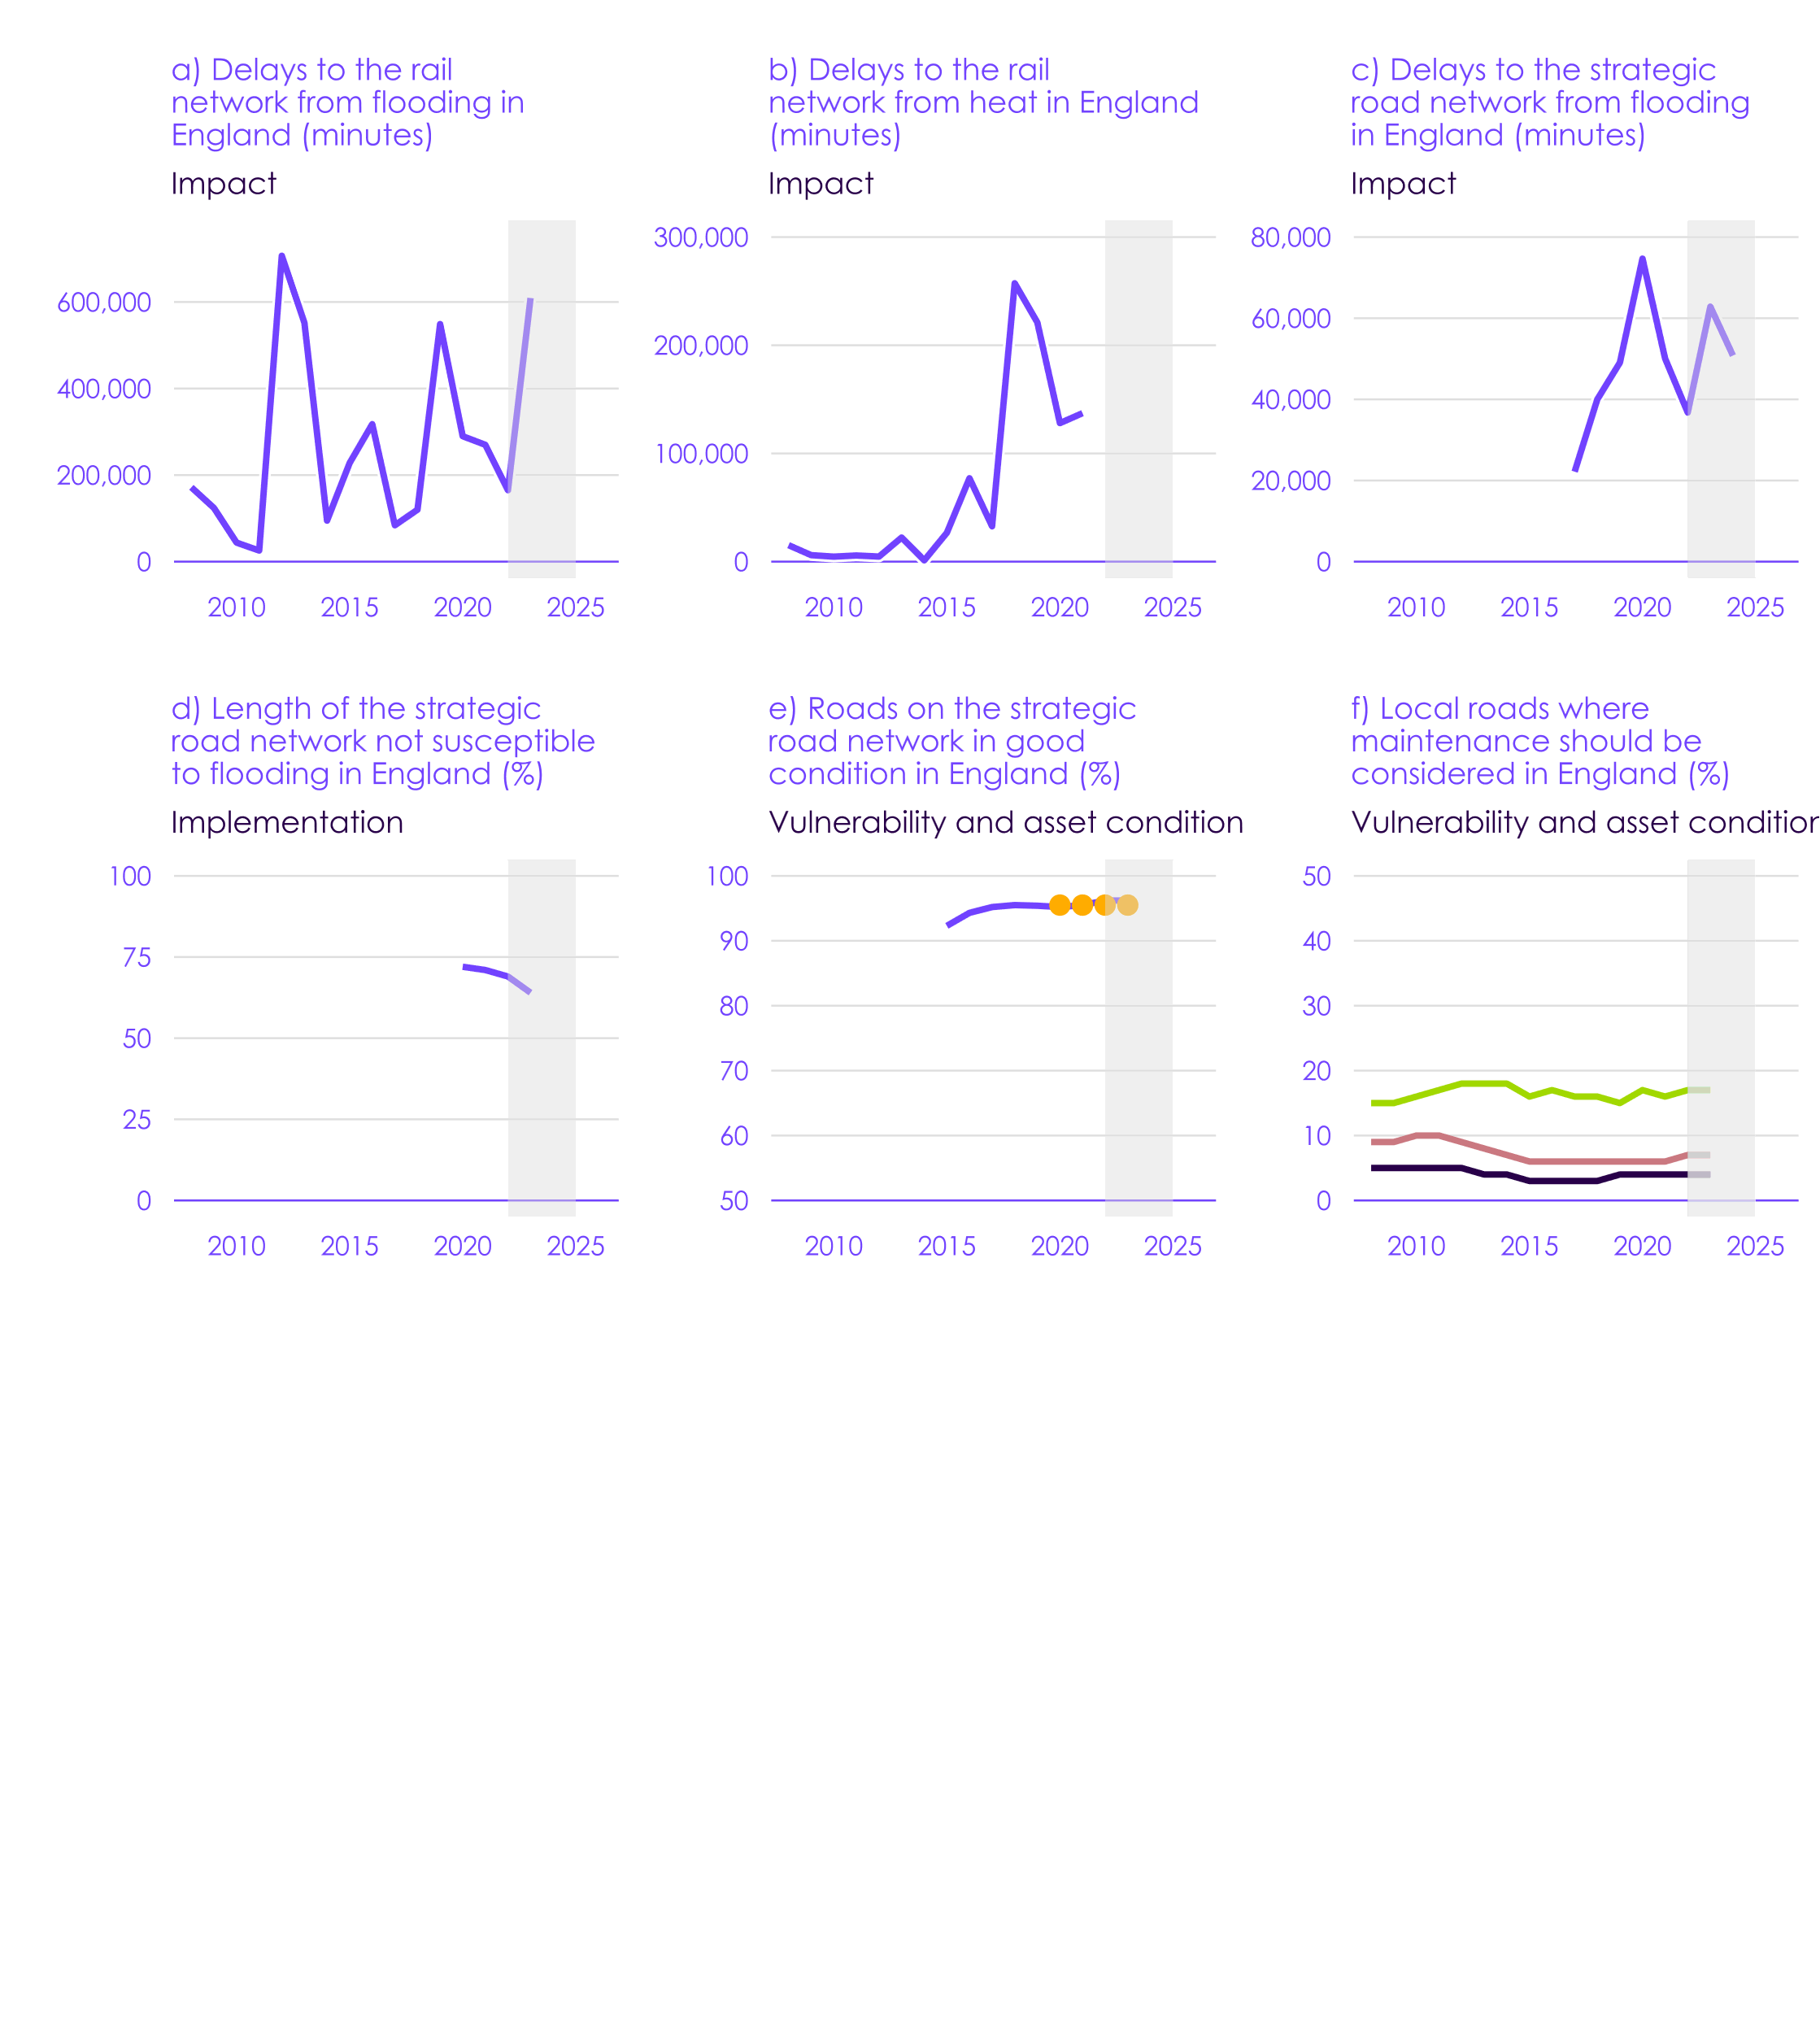 a) Delays to the rail
network from flooding in
England (minutes)
Impact
600,000
400,000
200,000
0
2010 2015 2020 2025
b) Delays to the rail
network from heat in England
(minutes)
Impact
300,000
200,000
100,000
0
2010 2015 2020 2025
c) Delays to the strategic
road network from flooding
in England (minutes)
Impact
80,000
60,000
40,000
20,000
0
2010 2015 2020 2025
d) Length of the strategic
road network not susceptible
to flooding in England (%)
Implementation
100
75
50
25
0
2010 2015 2020 2025
e) Roads on the strategic
road network in good
condition in England (%)
Vulnerability and asset condition
100
90
80
70
60
50
2010 2015 2020 2025
f) Local roads where
maintenance should be
considered in England (%)
Vulnerability and asset condition
50
40
30
20
10
0
2010 2015 2020 2025